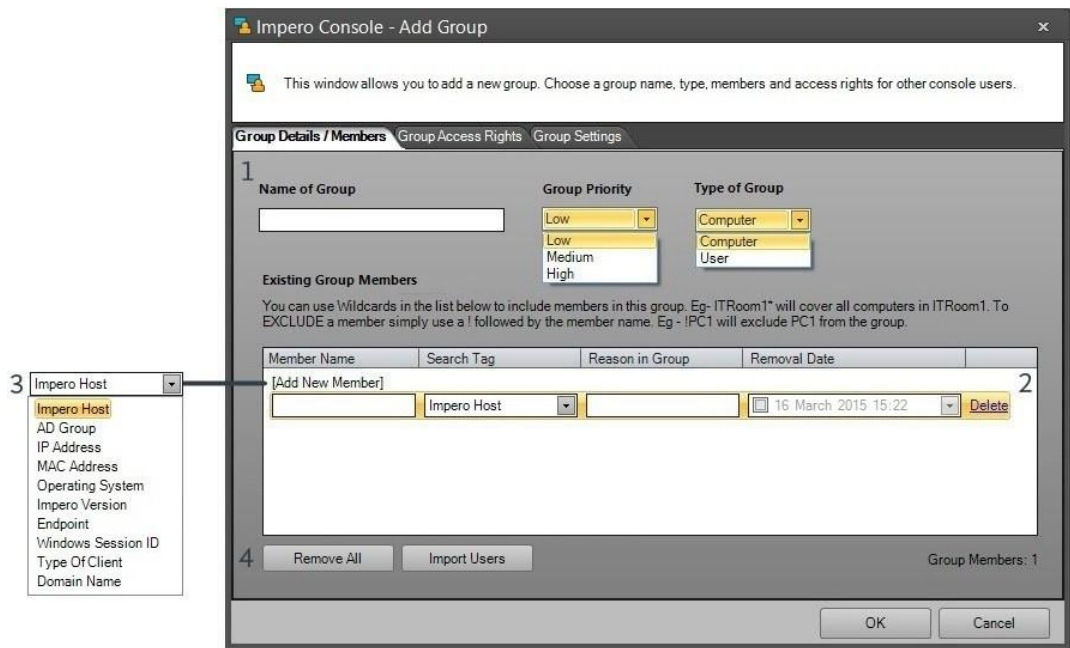 Impero Console - Add Group
×
This window allows you to add a new group. Choose a group name, type, members and access rights for other console users.
Group Details / Members Group Access Rights Group Settings
1
Name of Group Group Priority Type of Group
Low Computer
Low Computer
Medium User
High
Existing Group Members
You can use Wildcards in the list below to include members in this group. Eg- ITRoom1* will cover all computers in ITRoom1. To
EXCLUDE a member simply use a ! followed by the member name. Eg - !PC1 will exclude PC1 from the group.
Member Name Search Tag Reason in Group Removal Date
[Add New Member] 2
Impero Host 16 March 2015 15:22 Delete
3 Impero Host
Impero Host
AD Group
IP Address
MAC Address
Operating System
Impero Version
Endpoint
Windows Session ID
Type Of Client
Domain Name
4 Remove All Import Users Group Members: 1
OK Cancel